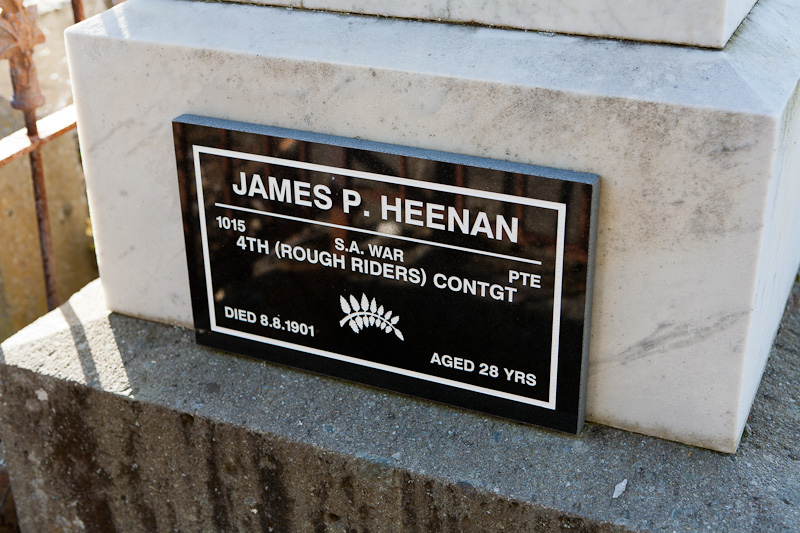 JAMES P. HEENAN
1015 S.A. WAR PTE
4TH (ROUGH RIDERS) CONTGT
DIED 8.8.1901
AGED 28 YRS